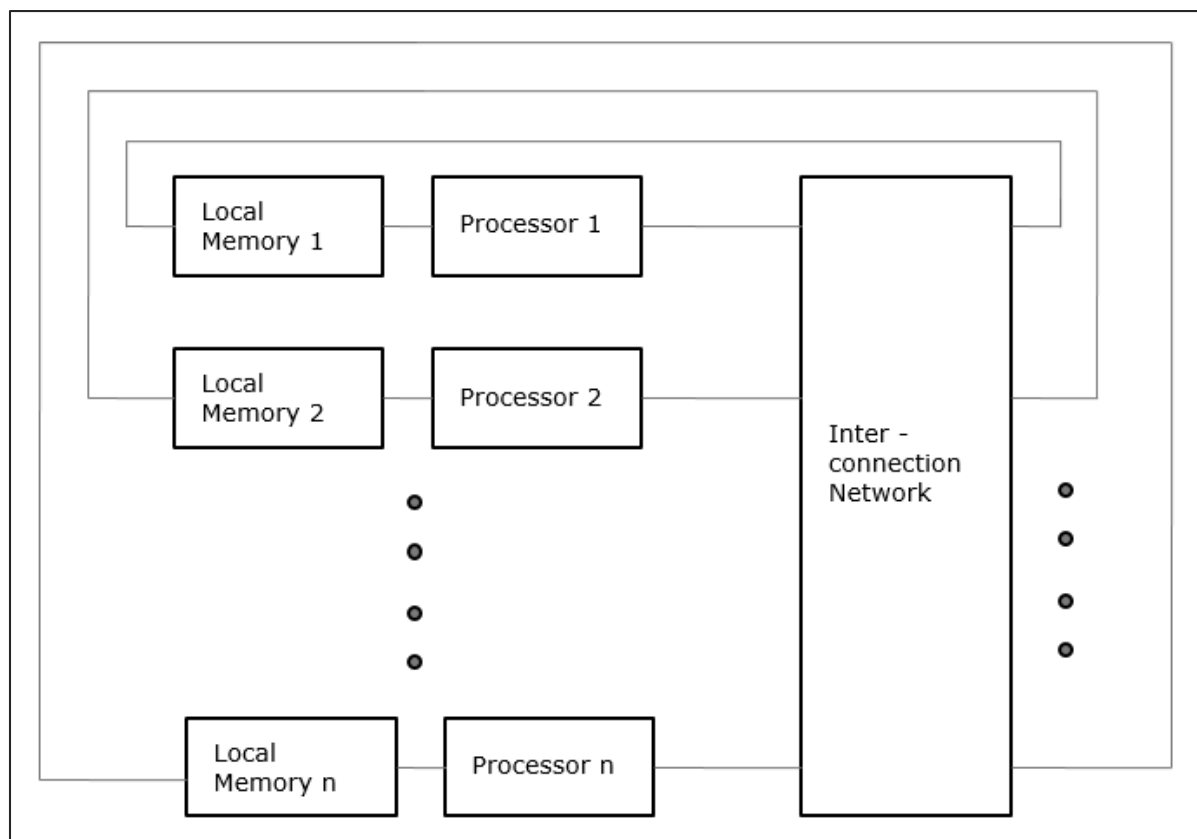 Local
Memory 1
Processor 1
Local
Memory 2
Processor 2
Inter -
connection
Network
Local
Memory n
Processor n